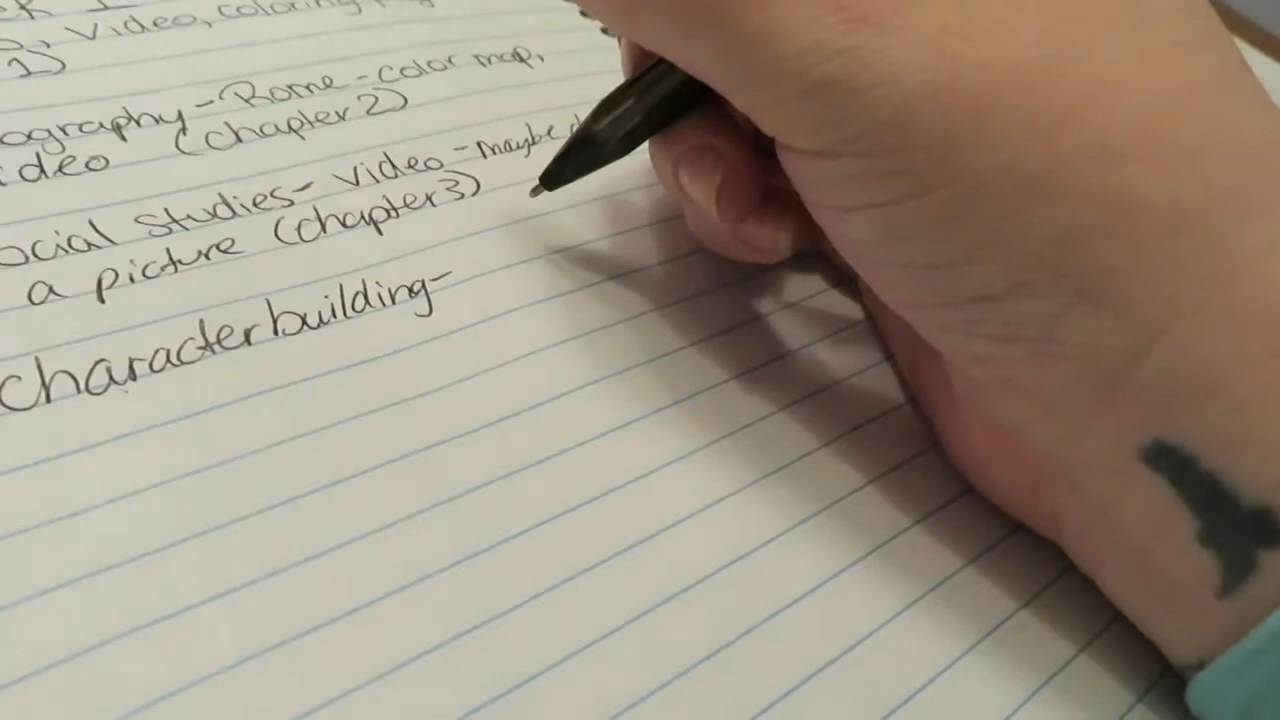 video, coloring
1)
ography - Rome - color map,
ideo (chapter 2)
ocial Studies - video - maybe d
a picture (chapter 3)
Character building -